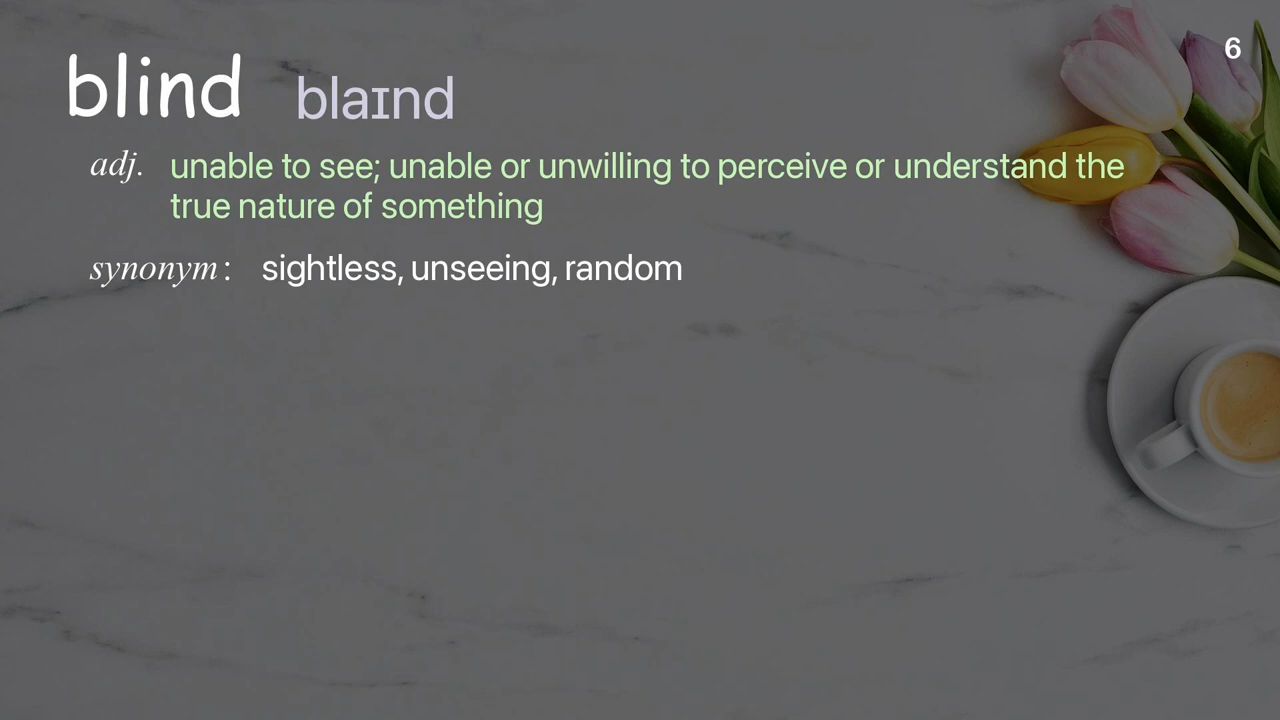 6
blind blaɪnd
adj. unable to see; unable or unwilling to perceive or understand the
true nature of something
synonym : sightless, unseeing, random